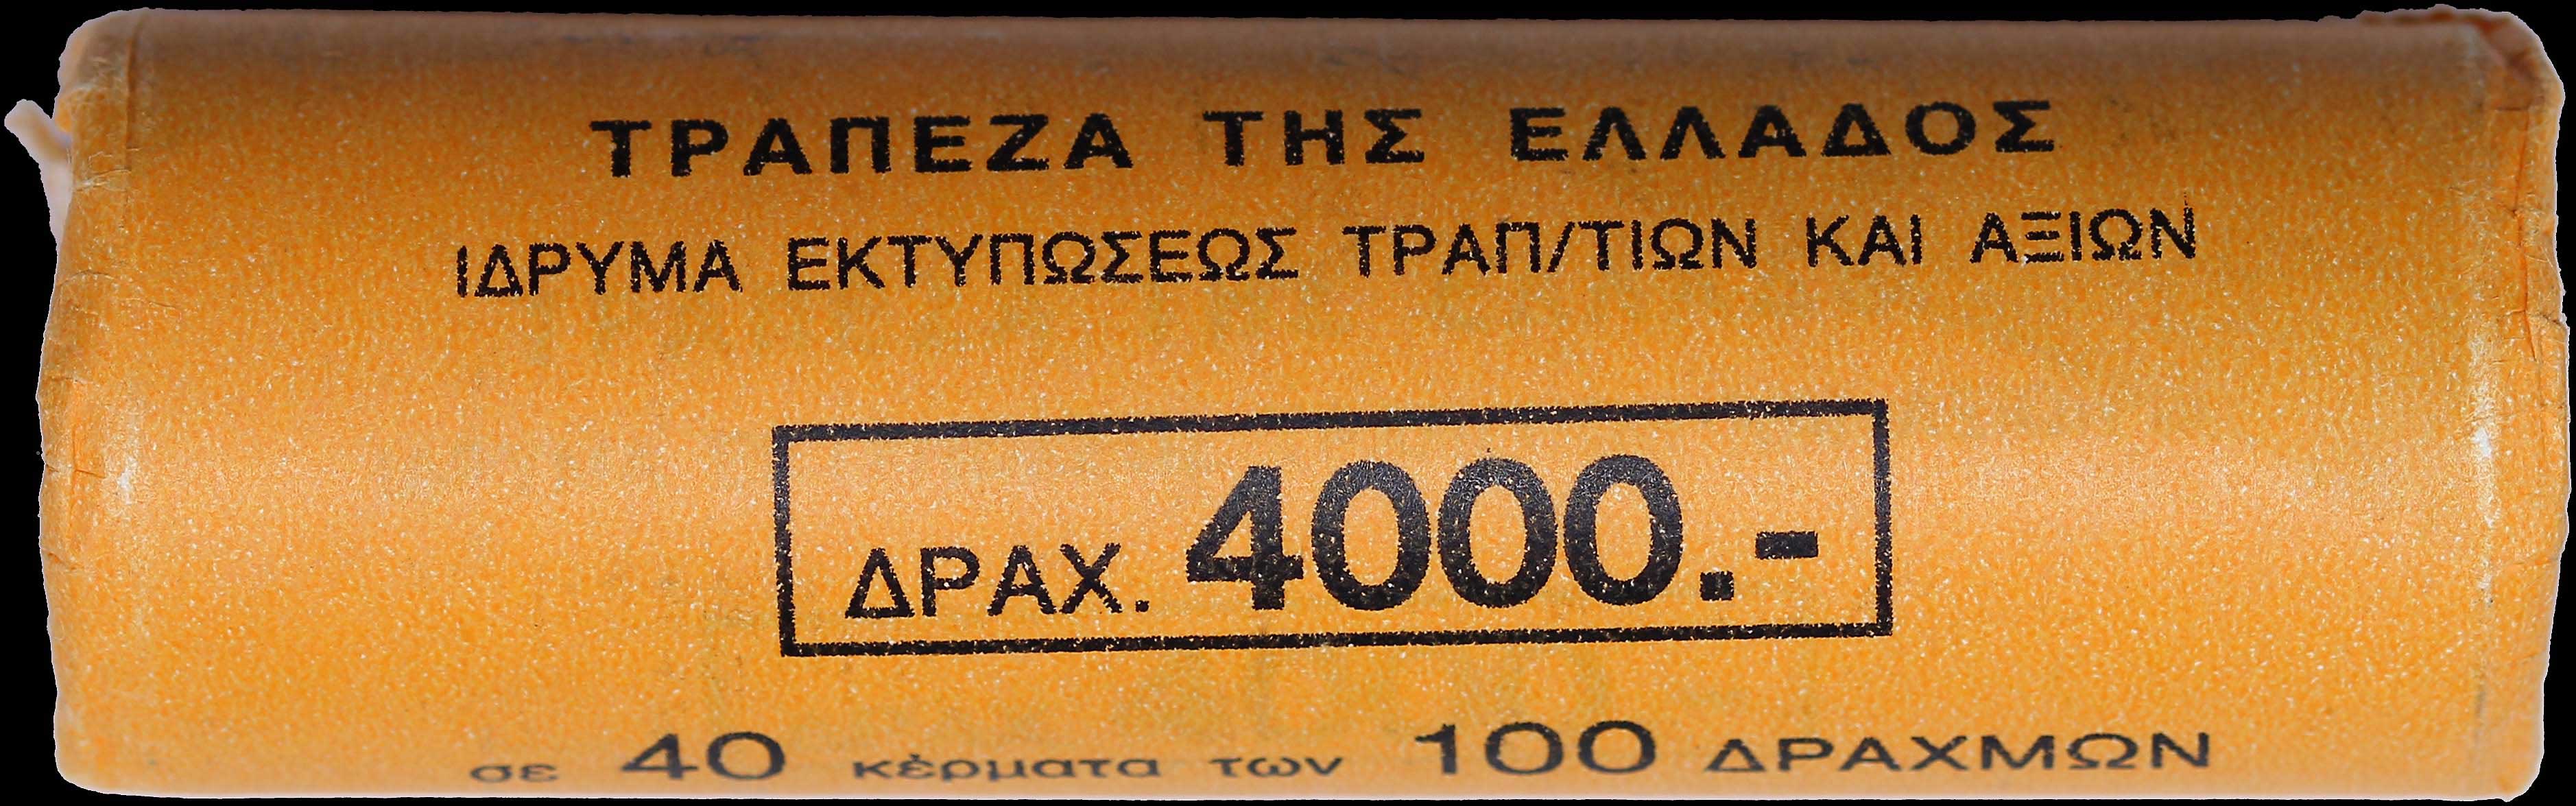 ΤΡΑΠΕΖΑ ΤΗΣ ΕΛΛΑΔΟΣ
ΙΔΡΥΜΑ ΕΚΤΥΠΩΣΕΩΣ ΤΡΑΠ/ΤΙΩΝ ΚΑΙ ΑΞΙΩΝ
ΔΡΑΧ. 4000.-
σε 40 κέρματα των 100 ΔΡΑΧΜΩΝ